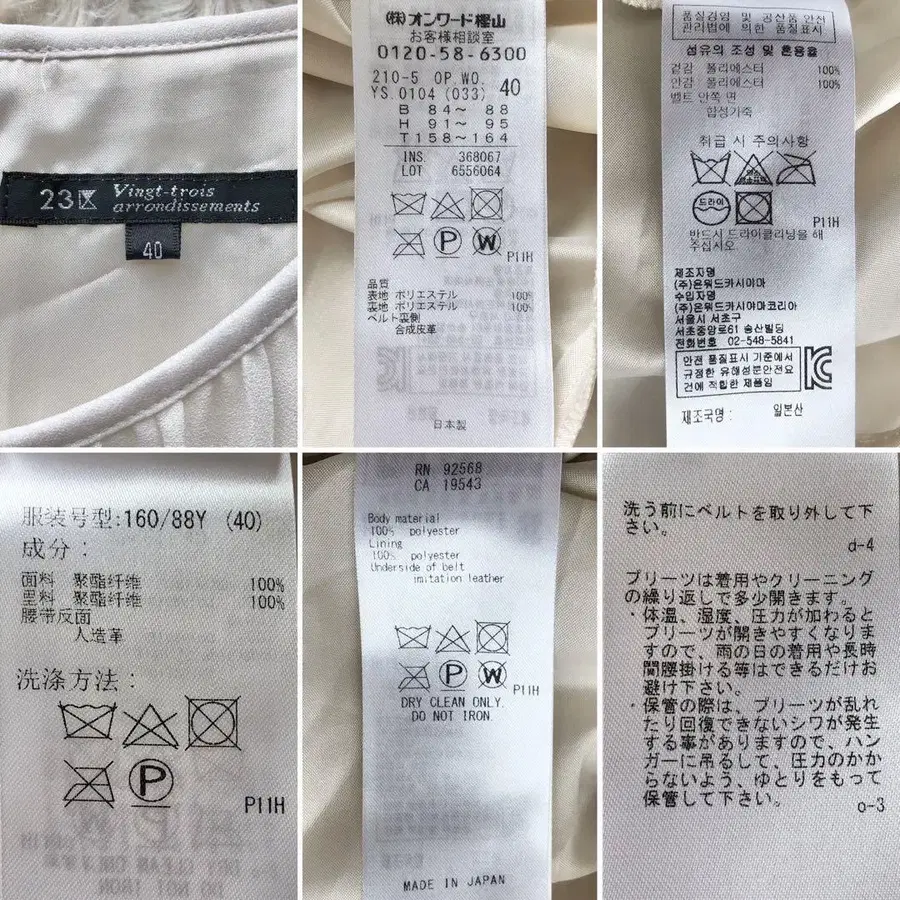 23区 Vingt-trois
arrondissements
40
㈱オンワード樫山
お客様相談室
0120-58-6300
210-5 OP.WO.
YS.0104 (033) 40
B 84～ 88
H 91～ 95
T158～164
INS. 368067
LOT 6556064
P W
P11H
品質
表地 ポリエステル 100%
裏地 ポリエステル 100%
ベルト裏側
合成皮革
日本製
품질경영 및 공산품 안전
관리법에 의한 품질표시
섬유의 조성 및 혼용율
겉감 폴리에스터 100%
안감 폴리에스터 100%
벨트 안쪽 면
합성가죽
취급 시 주의사항
드라이
P11H
반드시 드라이클리닝을 해
주십시오.
제조자명
(주)온워드카시야마
수입자명
(주)온워드카시야마코리아
서울시 서초구
서초중앙로61 송산빌딩
전화번호 02-548-5841
안전 품질표시 기준에서
규정한 유해성분안전요
건에 적합한 제품임
제조국명: 일본산
服装号型:160/88Y (40)
成分:
面料 聚酯纤维 100%
里料 聚酯纤维 100%
腰带反面
人造革
洗涤方法:
P
P11H
RN 92568
CA 19543
Body material
100% polyester
Lining
100% polyester
Underside of belt
imitation leather
P W
P11H
DRY CLEAN ONLY.
DO NOT IRON.
MADE IN JAPAN
洗う前にベルトを取り外して下
さい。
d-4
プリーツは着用やクリーニング
の繰り返しで多少開きます。
・体温、湿度、圧力が加わると
プリーツが開きやすくなりま
すので、雨の日の着用や長時
間腰掛ける等はできるだけお
避け下さい。
・保管の際は、プリーツが乱れ
たり回復できないシワが発生
する事がありますので、ハン
ガーに吊るして、圧力のかか
らないよう、ゆとりをもって
保管して下さい。
o-3